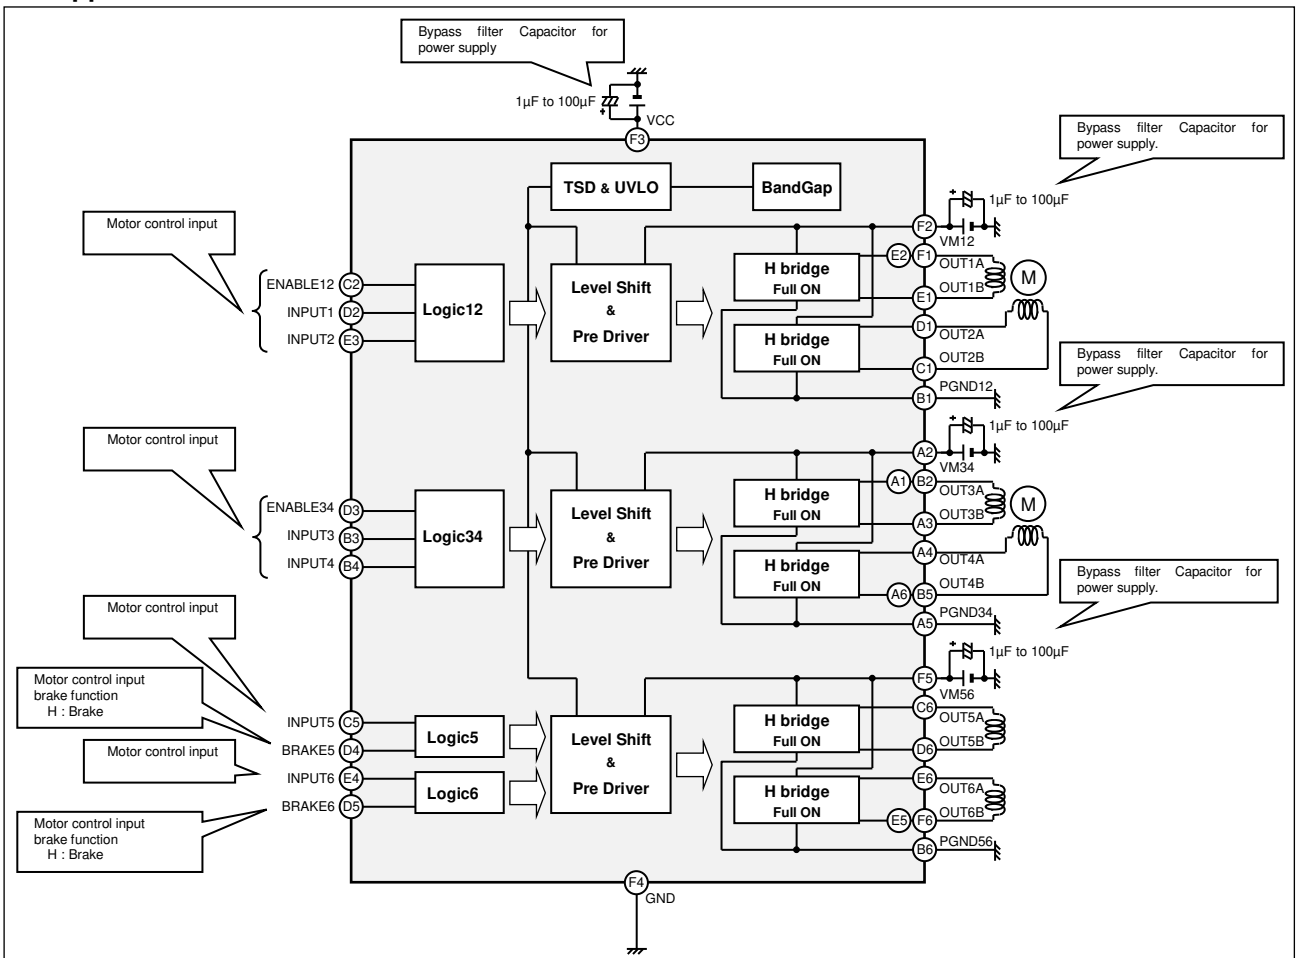 Bypass filter Capacitor for
power supply
1µF to 100µF
+
VCC
F3
Bypass filter Capacitor for
power supply.
TSD & UVLO
BandGap
+
1µF to 100µF
Motor control input
F2
VM12
E2
F1
OUT1A
H bridge
Full ON
M
ENABLE12
C2
Level Shift
&
Pre Driver
OUT1B
E1
INPUT1
D2
Logic12
INPUT2
E3
D1
OUT2A
H bridge
Full ON
OUT2B
C1
Bypass filter Capacitor for
power supply.
PGND12
B1
+
1µF to 100µF
Motor control input
A2
VM34
A1
B2
OUT3A
H bridge
Full ON
M
ENABLE34
D3
Level Shift
&
Pre Driver
OUT3B
A3
INPUT3
B3
Logic34
INPUT4
B4
A4
OUT4A
H bridge
Full ON
OUT4B
A6
B5
Bypass filter Capacitor for
power supply.
PGND34
A5
Motor control input
+
1µF to 100µF
F5
VM56
Motor control input
brake function
H : Brake
C6
OUT5A
H bridge
Full ON
INPUT5
C5
Logic5
BRAKE5
D4
Level Shift
&
Pre Driver
OUT5B
D6
Motor control input
INPUT6
E4
Logic6
BRAKE6
D5
E6
OUT6A
H bridge
Full ON
OUT6B
E5
F6
Motor control input
brake function
H : Brake
PGND56
B6
F4
GND